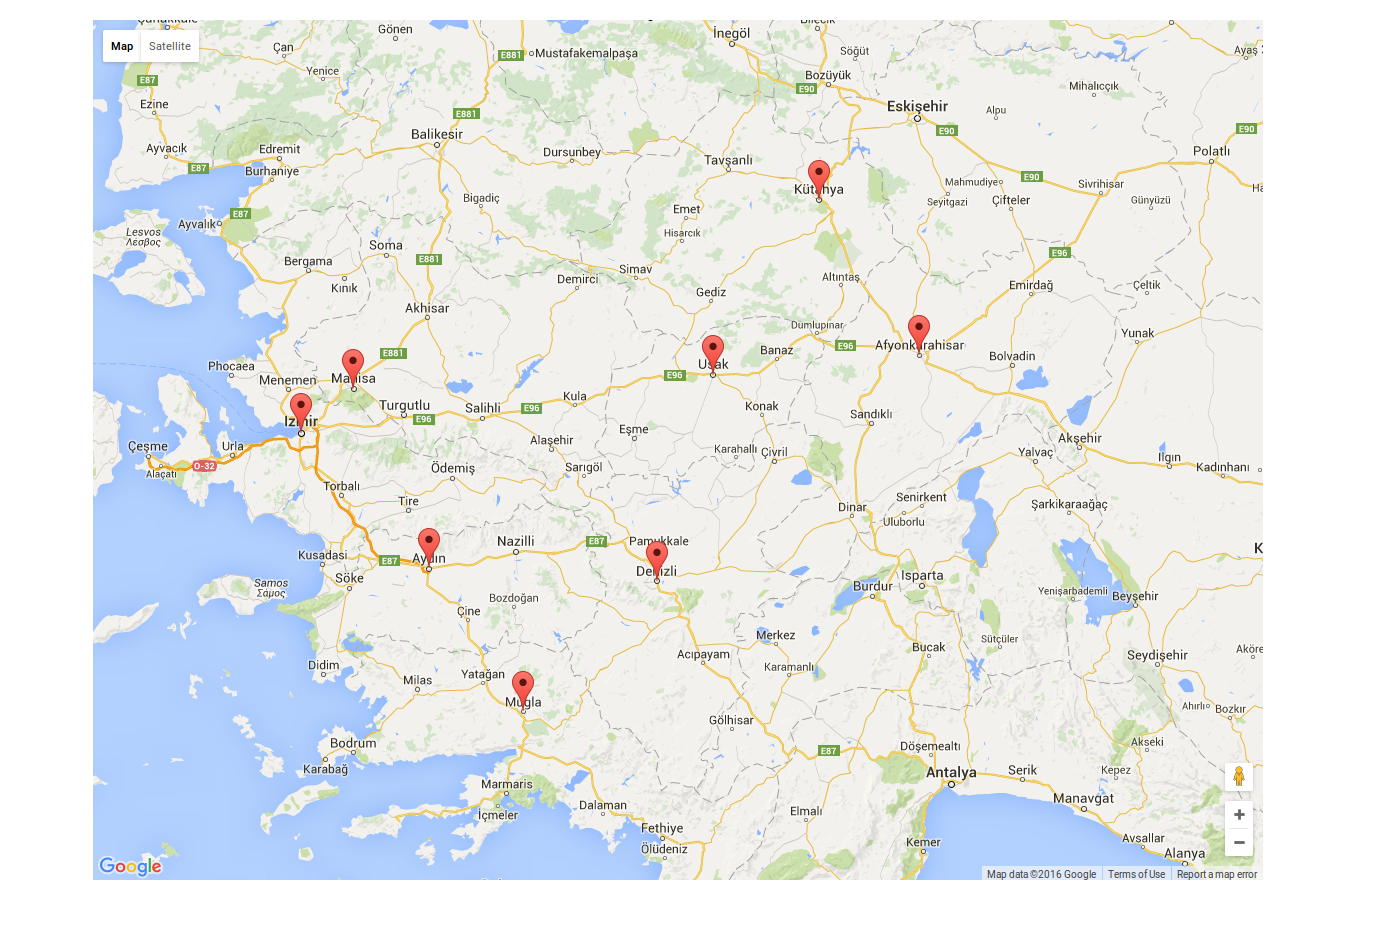 Çanakkale
Gönen
İnegöl
Bilecik
Map
Satellite
Çan
E881
Mustafakemalpaşa
Söğüt
Ayaş
Yenice
E87
Bozüyük
E90
Mihalıcçık
Ezine
E881
Eskişehir
Alpu
E90
E90
Balikesir
Ayvacık
Edremit
Dursunbey
Tavşanlı
Polatlı
E87
Burhaniye
E90
Kütahya
Mahmudiye
Sivrihisar
Bigadiç
Seyitgazi
Çifteler
Günyüzü
E87
Emet
Ayvalık
Hisarcık
Lesvos
Λέσβος
Soma
E96
Bergama
E881
Simav
Demirci
Altıntaş
Kınık
Gediz
Emirdağ
Çeltik
Akhisar
Dumlupınar
Yunak
E881
Banaz
E96
Afyonkarahisar
Phocaea
Uşak
Bolvadin
Menemen
Manisa
E96
Kula
Turgutlu
Salihli
E96
Konak
Izmir
E96
Sandıklı
Eşme
Akşehir
Çeşme
Urla
Alaşehir
Karahallı
Çivril
Yalvaç
Ilgın
O-32
Alaçatı
Ödemiş
Sarıgöl
Kadınhanı
Torbalı
Tire
Senirkent
Dinar
Şarkikaraağaç
Uluborlu
Nazilli
E87
Pamukkale
Kusadasi
E87
Aydın
Söke
Denizli
Isparta
Samos
Σάμος
Burdur
Yenişarbademli
Beyşehir
Bozdoğan
Çine
Merkez
Sütçüler
Bucak
Acıpayam
Seydişehir
Didim
Karamanlı
Milas
Yatağan
Muğla
Ahırlı
Bozkır
Gölhisar
Bodrum
E87
Döşemealtı
Akseki
Karabağ
Antalya
Serik
Kepez
Marmaris
Manavgat
İçmeler
Dalaman
Elmalı
Fethiye
Kemer
Avsallar
Ölüdeniz
Alanya
Google
Map data ©2016 Google
Terms of Use
Report a map error